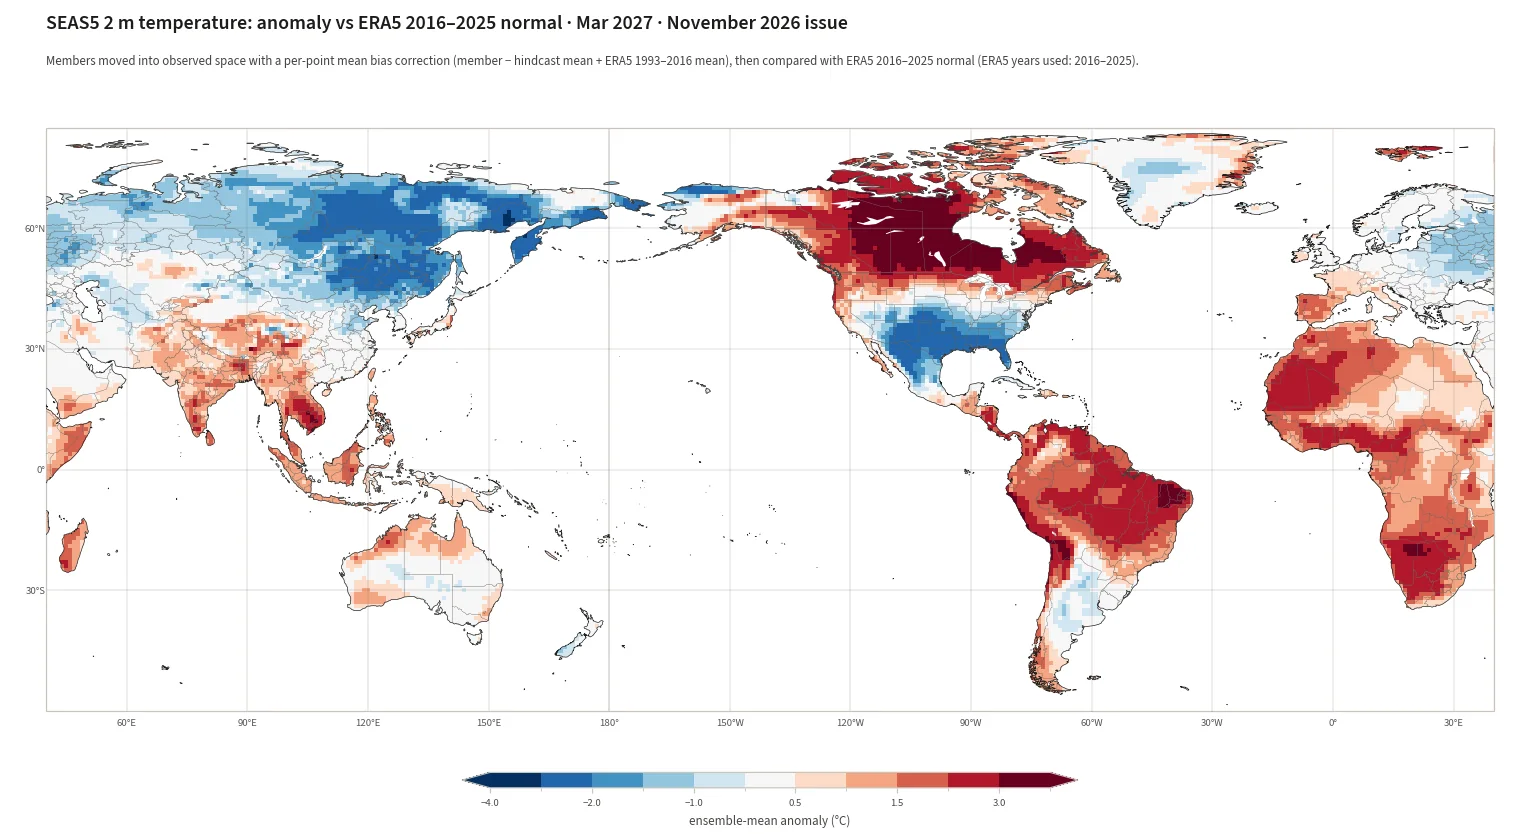 SEAS5 2 m temperature: anomaly vs ERA5 2016–2025 normal · Mar 2027 · November 2026 issue
Members moved into observed space with a per-point mean bias correction (member − hindcast mean + ERA5 1993–2016 mean), then compared with ERA5 2016–2025 normal (ERA5 years used: 2016–2025).
60°N
30°N
0°
30°S
60°E 90°E 120°E 150°E 180° 150°W 120°W 90°W 60°W 30°W 0° 30°E
−4.0 −2.0 −1.0 0.5 1.5 3.0
ensemble-mean anomaly (°C)